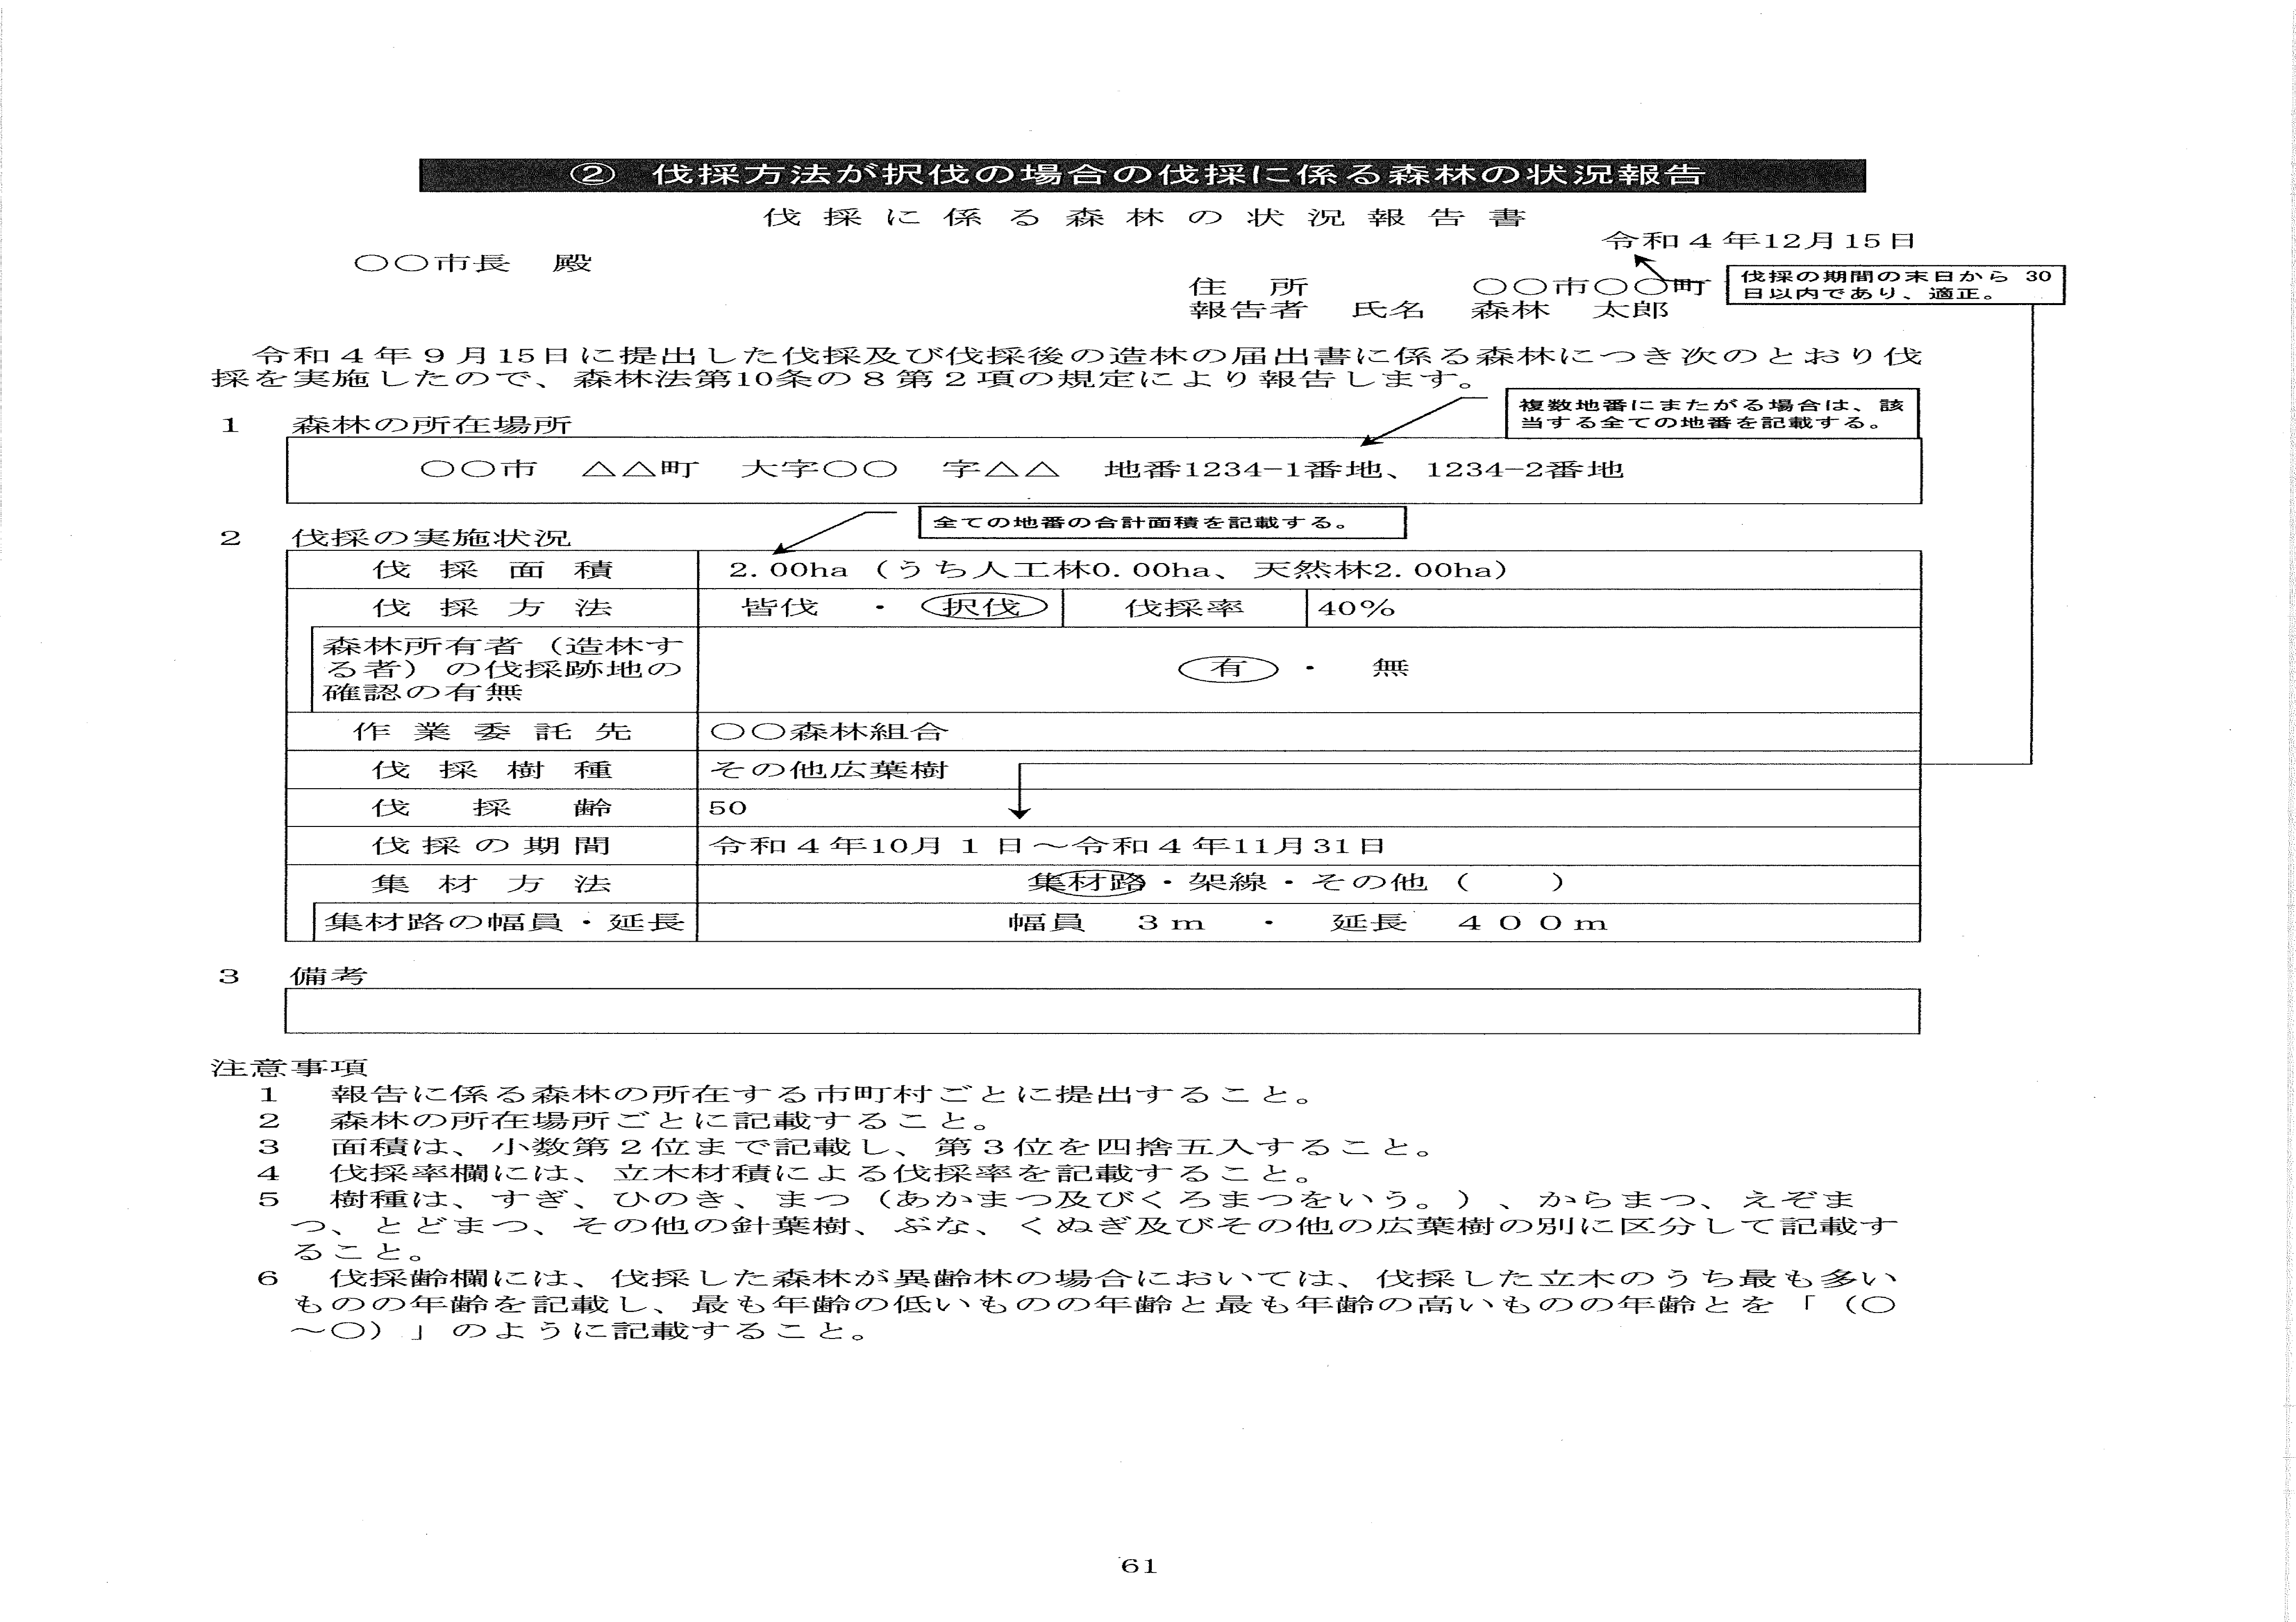 ② 伐採方法が択伐の場合の伐採に係る森林の状況報告
伐採に係る森林の状況報告書
令和４年12月15日
○○市長　殿
住　所　○○市○○町
伐採の期間の末日から 30
日以内であり、適正。
報告者　氏名　森林　太郎
令和４年９月15日に提出した伐採及び伐採後の造林の届出書に係る森林につき次のとおり伐
採を実施したので、森林法第10条の８第２項の規定により報告します。
複数地番にまたがる場合は、該
当する全ての地番を記載する。
1　森林の所在場所
○○市　△△町　大字○○　字△△　地番1234-1番地、1234-2番地
全ての地番の合計面積を記載する。
2　伐採の実施状況
伐採面積　2.00ha（うち人工林0.00ha、天然林2.00ha）
伐採方法　皆伐　・　択伐　伐採率　40%
森林所有者（造林す
る者）の伐採跡地の
確認の有無
有　・　無
作業委託先　○○森林組合
伐採樹種　その他広葉樹
伐採齢　50
伐採の期間　令和４年10月１日～令和４年11月31日
集材方法　集材路・架線・その他（　　）
集材路の幅員・延長　幅員　３ｍ　・　延長　４００ｍ
3　備考
注意事項
1　報告に係る森林の所在する市町村ごとに提出すること。
2　森林の所在場所ごとに記載すること。
3　面積は、小数第２位まで記載し、第３位を四捨五入すること。
4　伐採率欄には、立木材積による伐採率を記載すること。
5　樹種は、すぎ、ひのき、まつ（あかまつ及びくろまつをいう。）、からまつ、えぞま
つ、とどまつ、その他の針葉樹、ぶな、くぬぎ及びその他の広葉樹の別に区分して記載す
ること。
6　伐採齢欄には、伐採した森林が異齢林の場合においては、伐採した立木のうち最も多い
ものの年齢を記載し、最も年齢の低いものの年齢と最も年齢の高いものの年齢とを「（○
～○）」のように記載すること。
61